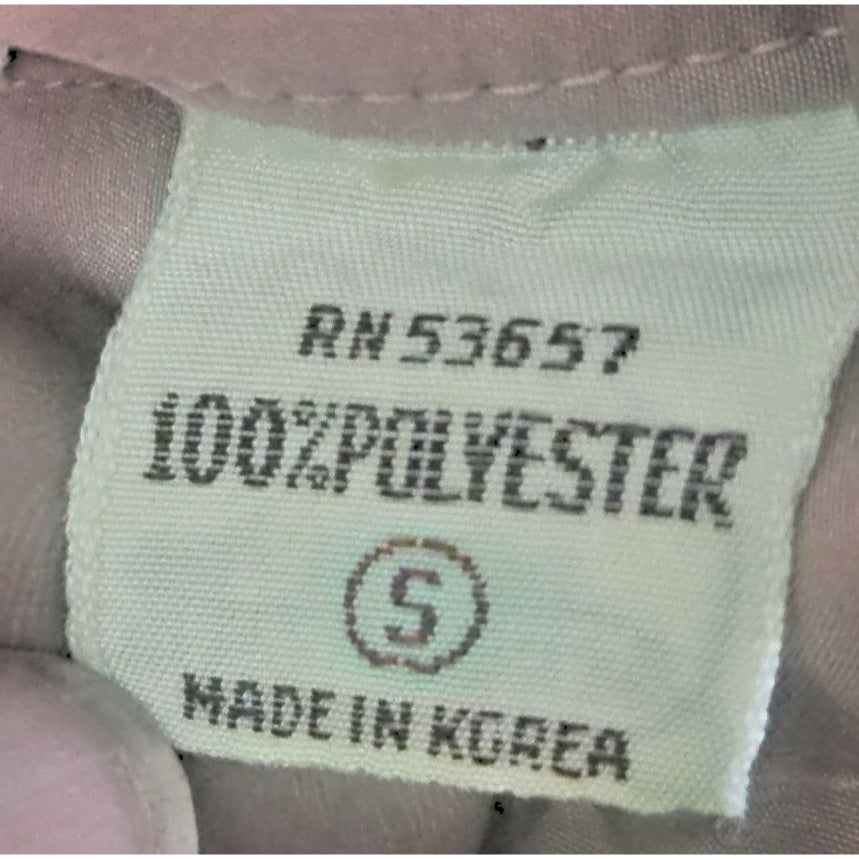 RN 53657
100% POLYESTER
S
MADE IN KOREA